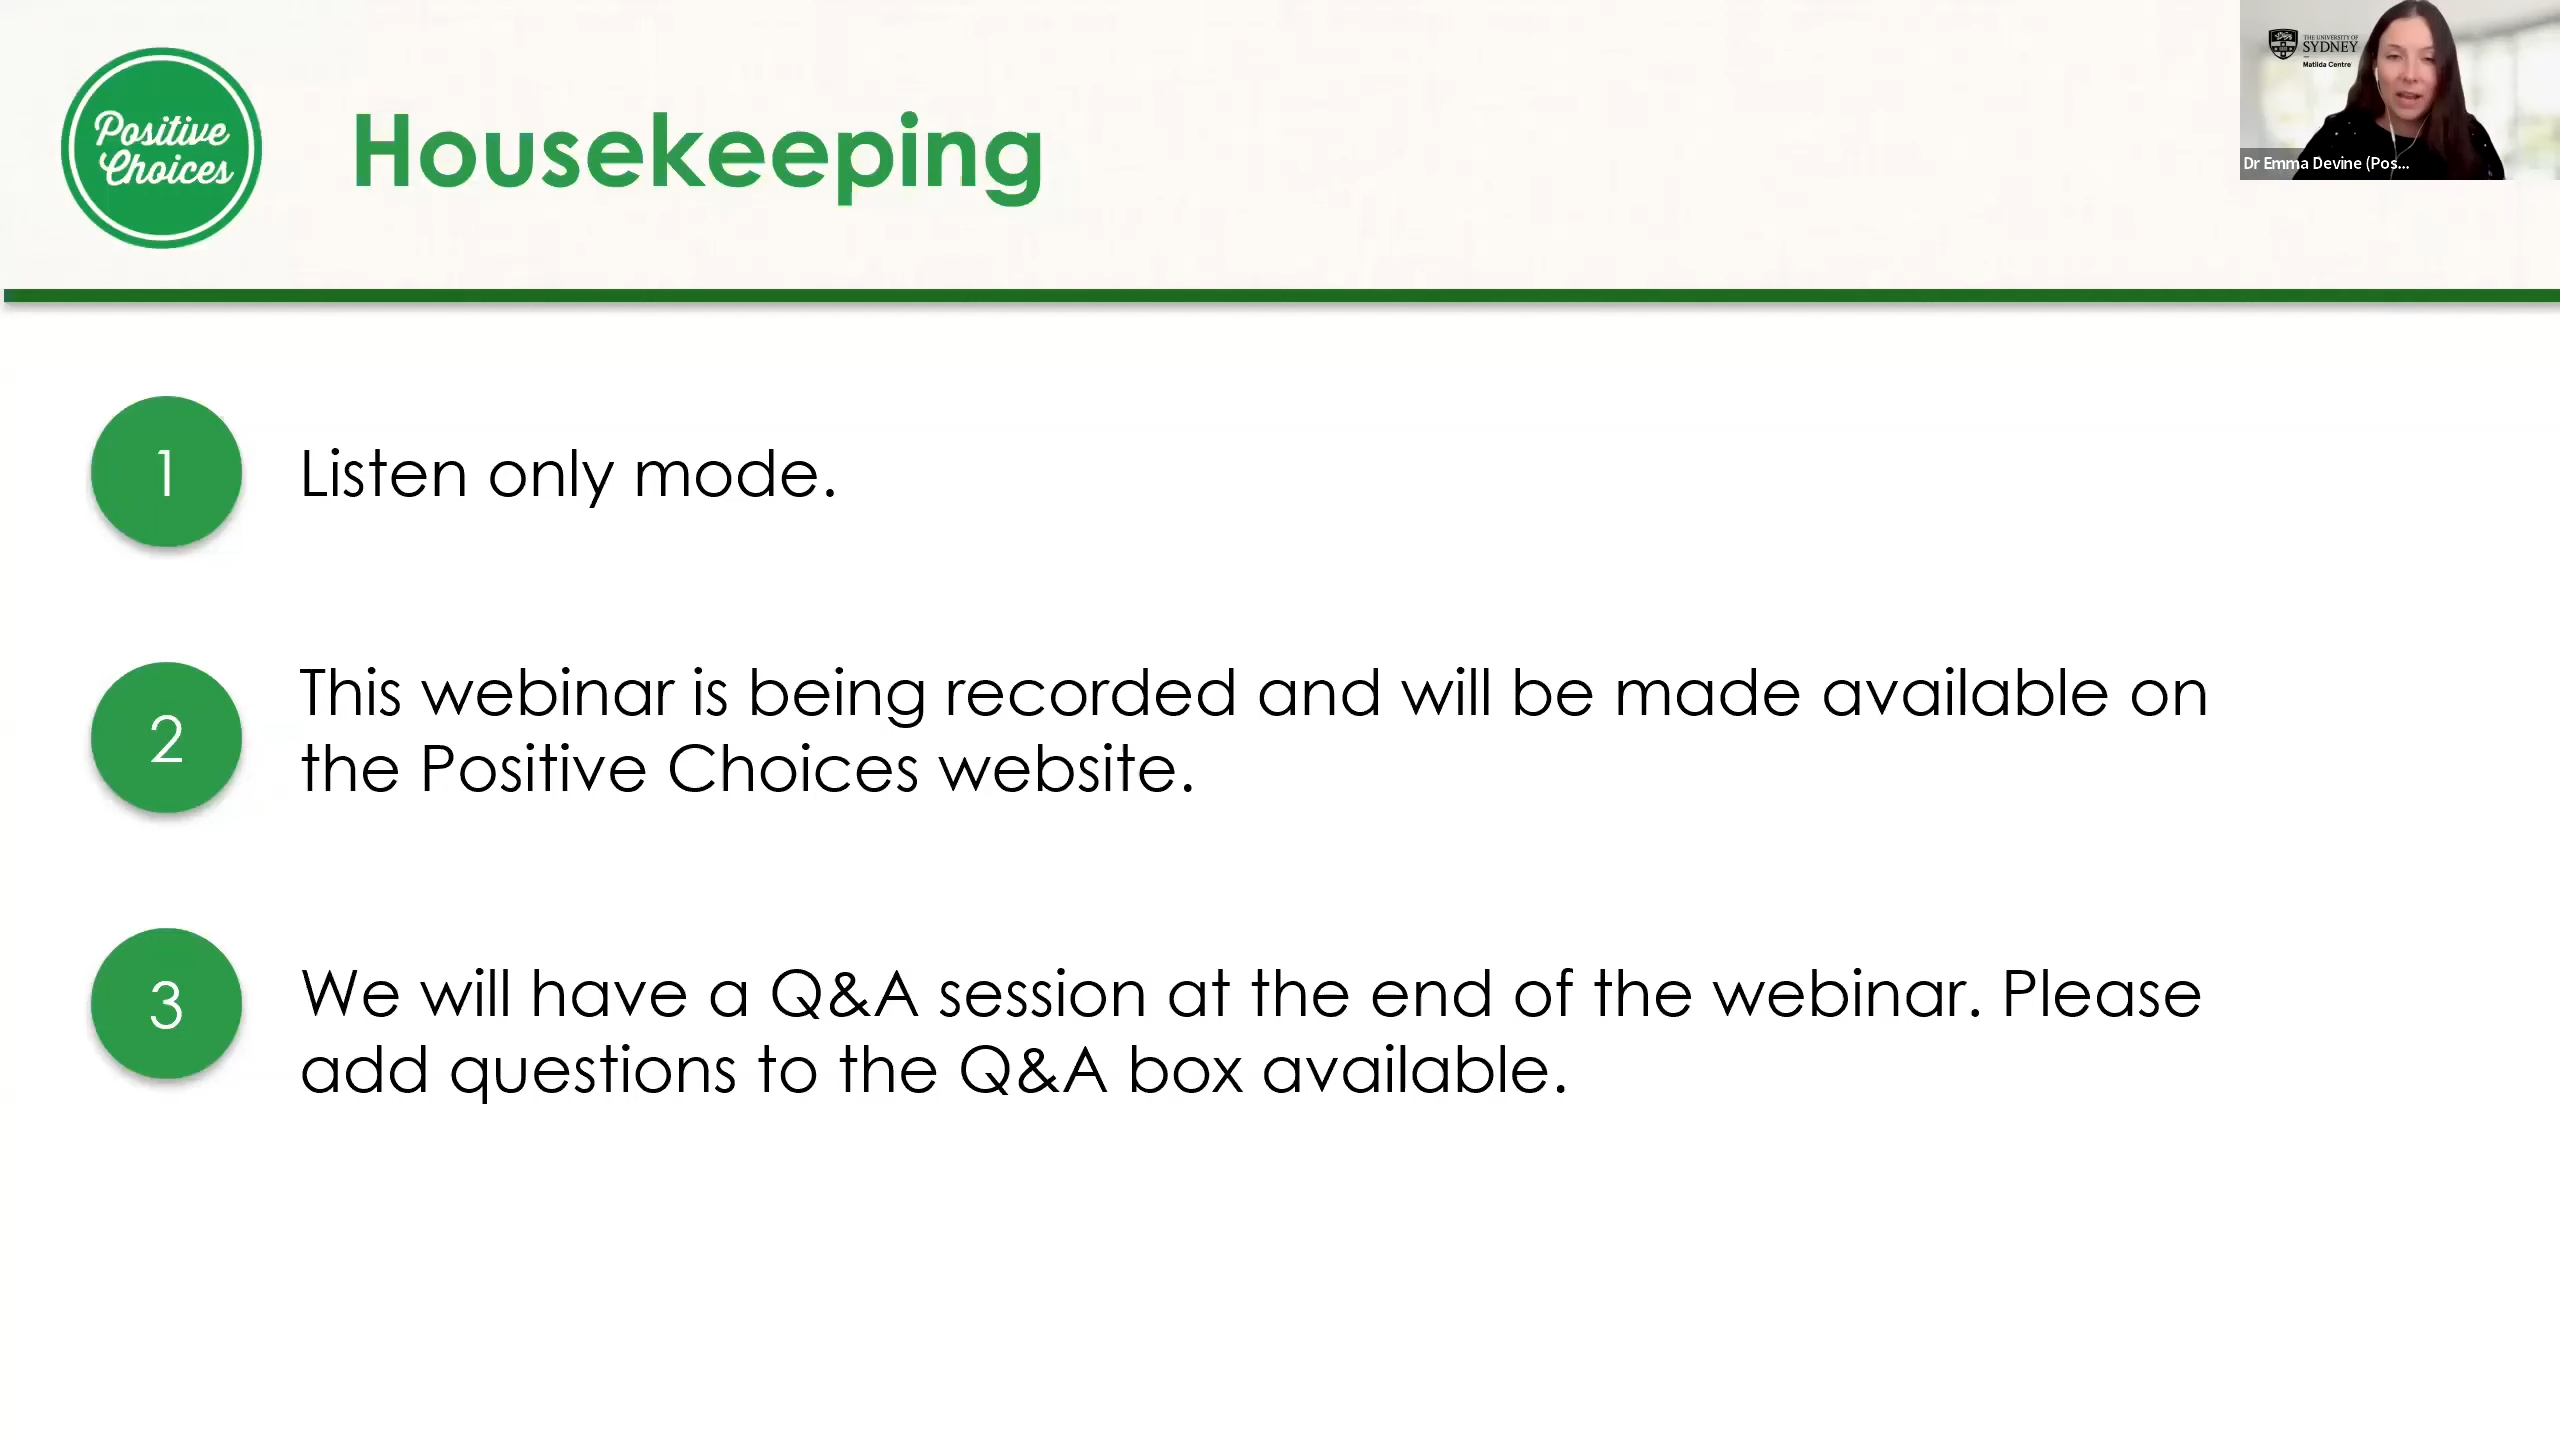 Positive
Choices
Housekeeping
THE UNIVERSITY OF
SYDNEY
Matilda Centre
Dr Emma Devine (Pos...
1
Listen only mode.
2
This webinar is being recorded and will be made available on
the Positive Choices website.
3
We will have a Q&A session at the end of the webinar. Please
add questions to the Q&A box available.